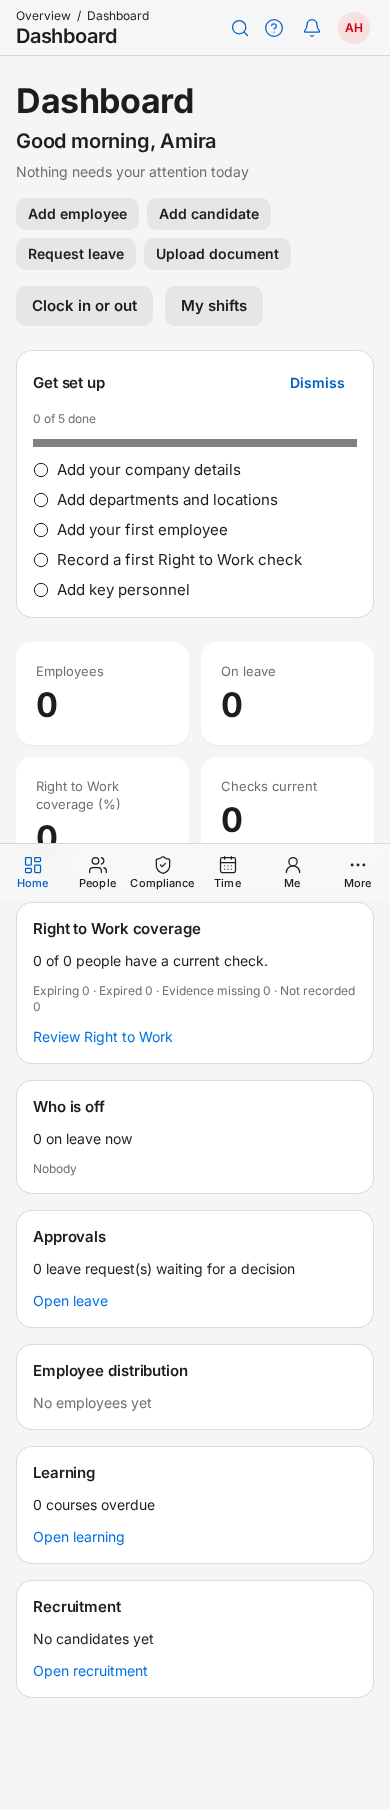 Overview / Dashboard
Dashboard
AH
Dashboard
Good morning, Amira
Nothing needs your attention today
Add employee
Add candidate
Request leave
Upload document
Clock in or out
My shifts
Get set up
Dismiss
0 of 5 done
Add your company details
Add departments and locations
Add your first employee
Record a first Right to Work check
Add key personnel
Employees
0
On leave
0
Right to Work
coverage (%)
0
Checks current
0
Home
People
Compliance
Time
Me
More
Right to Work coverage
0 of 0 people have a current check.
Expiring 0 · Expired 0 · Evidence missing 0 · Not recorded
0
Review Right to Work
Who is off
0 on leave now
Nobody
Approvals
0 leave request(s) waiting for a decision
Open leave
Employee distribution
No employees yet
Learning
0 courses overdue
Open learning
Recruitment
No candidates yet
Open recruitment